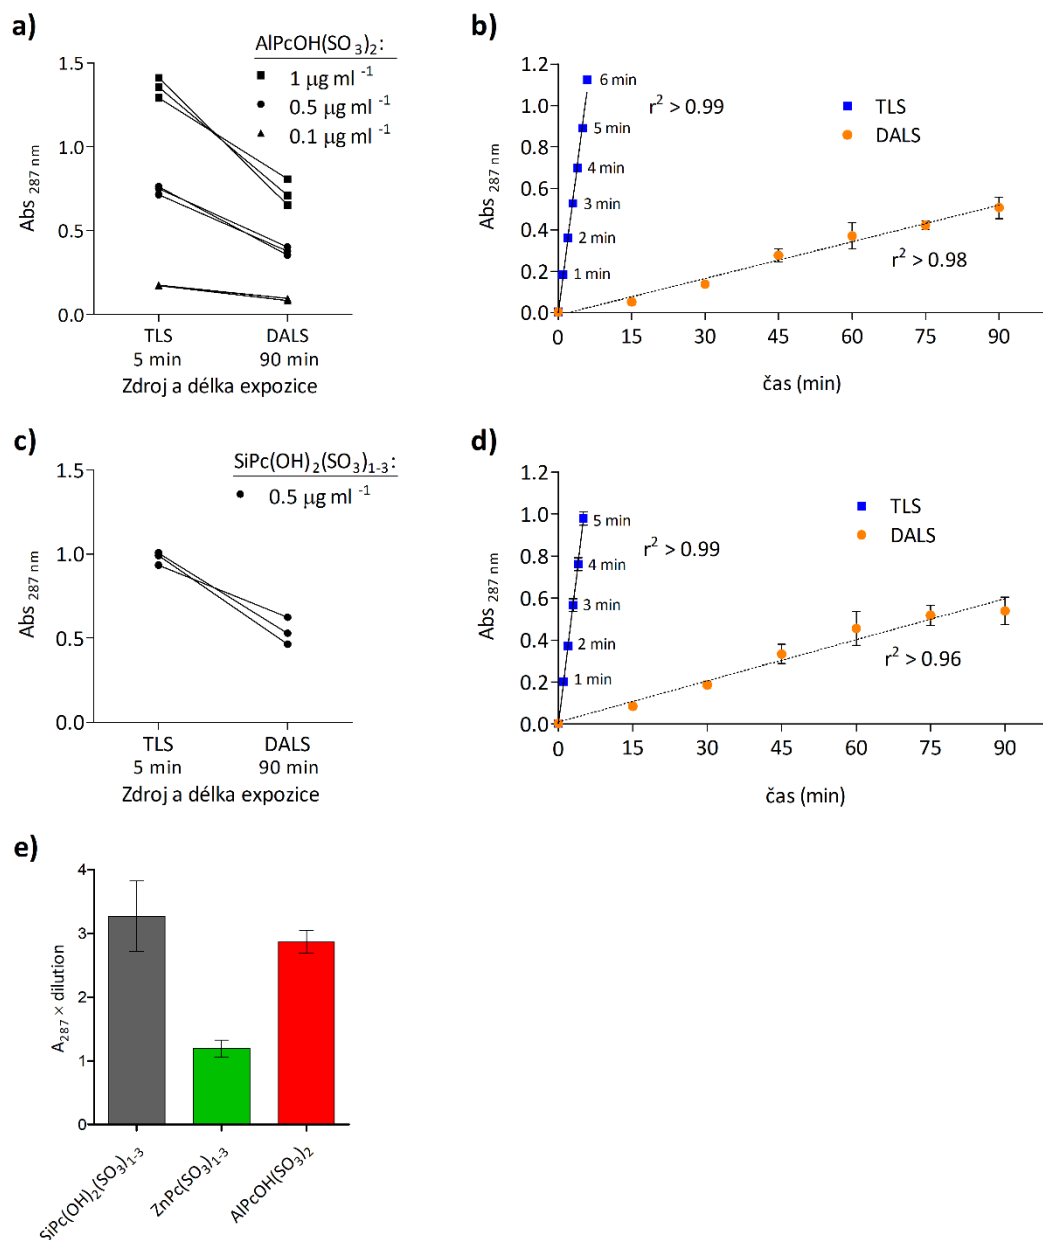 a)
AlPcOH(SO3)2:
1 µg ml -1
0.5 µg ml -1
0.1 µg ml -1
1.5
1.0
0.5
0.0
Abs 287 nm
TLS
5 min
DALS
90 min
Zdroj a délka expozice
b)
1.2
1.0
0.8
0.6
0.4
0.2
0.0
Abs 287 nm
6 min
5 min
4 min
3 min
2 min
1 min
r2 > 0.99
TLS
DALS
r2 > 0.98
0 15 30 45 60 75 90
čas (min)
c)
SiPc(OH)2(SO3)1-3:
0.5 µg ml -1
1.5
1.0
0.5
0.0
Abs 287 nm
TLS
5 min
DALS
90 min
Zdroj a délka expozice
d)
1.2
1.0
0.8
0.6
0.4
0.2
0.0
Abs 287 nm
5 min
4 min
3 min
2 min
1 min
r2 > 0.99
TLS
DALS
r2 > 0.96
0 15 30 45 60 75 90
čas (min)
e)
4
3
2
1
0
A287 × dilution
SiPc(OH)2(SO3)1-3
ZnPc(SO3)1-3
AlPcOH(SO3)2